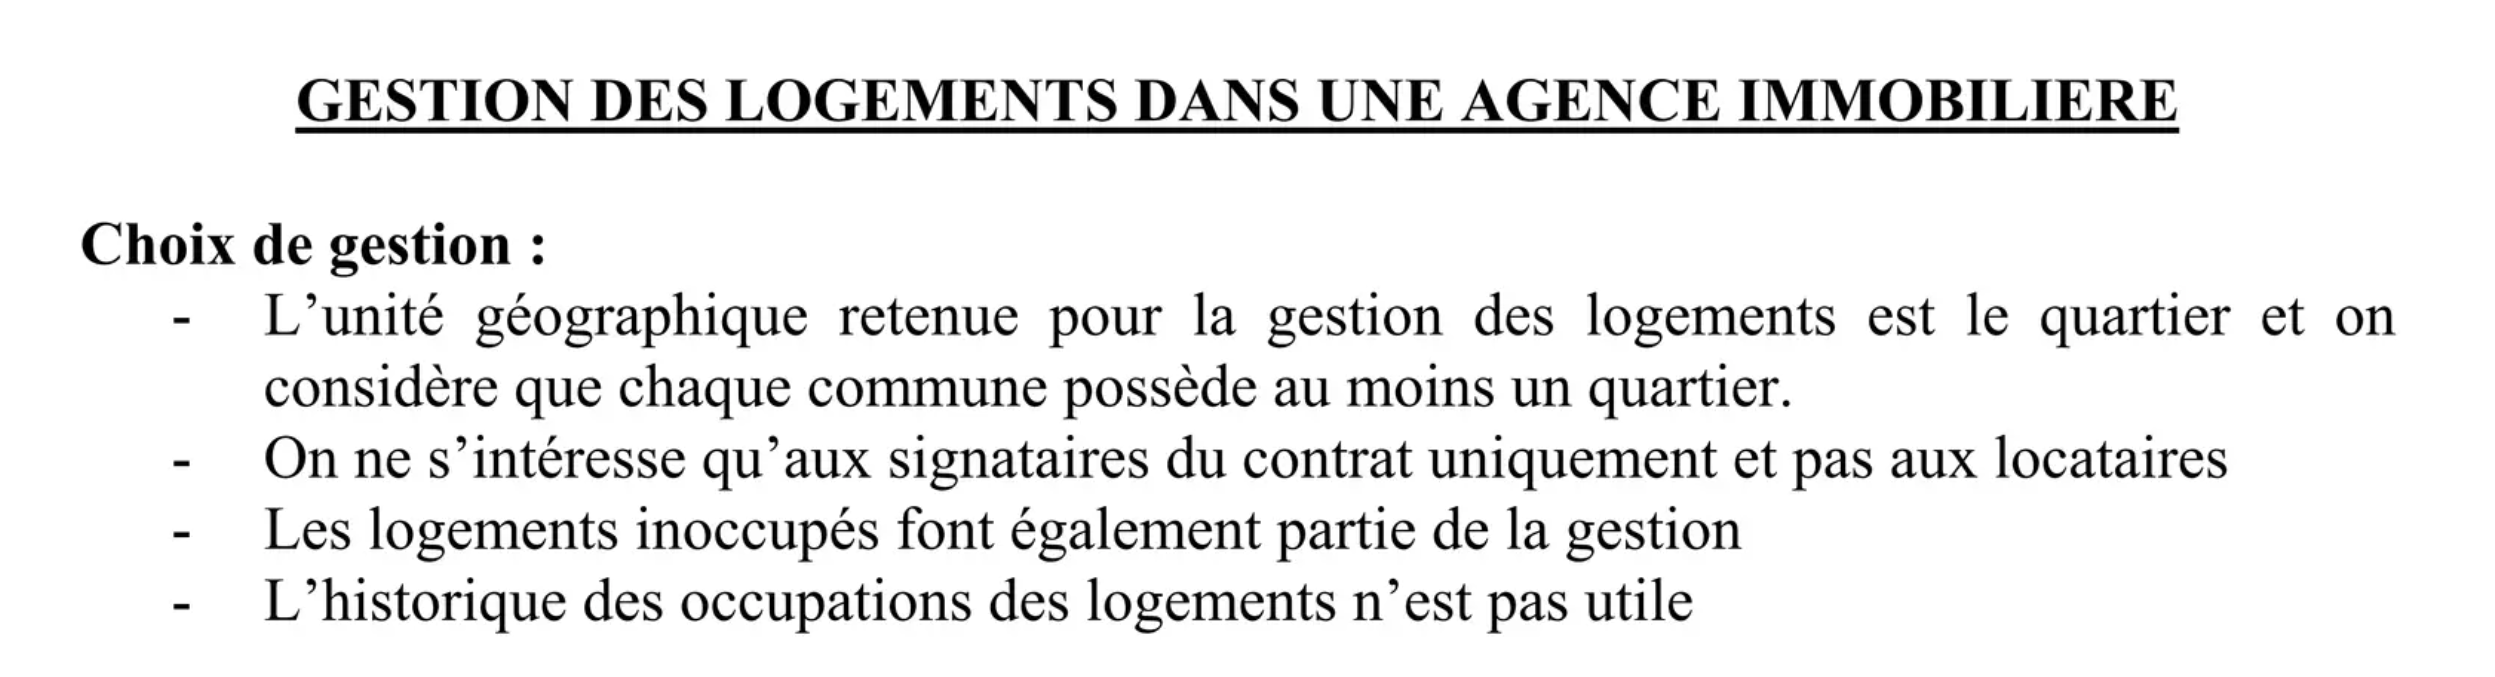 GESTION DES LOGEMENTS DANS UNE AGENCE IMMOBILIERE
Choix de gestion :
- L’unité géographique retenue pour la gestion des logements est le quartier et on
considère que chaque commune possède au moins un quartier.
- On ne s’intéresse qu’aux signataires du contrat uniquement et pas aux locataires
- Les logements inoccupés font également partie de la gestion
- L’historique des occupations des logements n’est pas utile